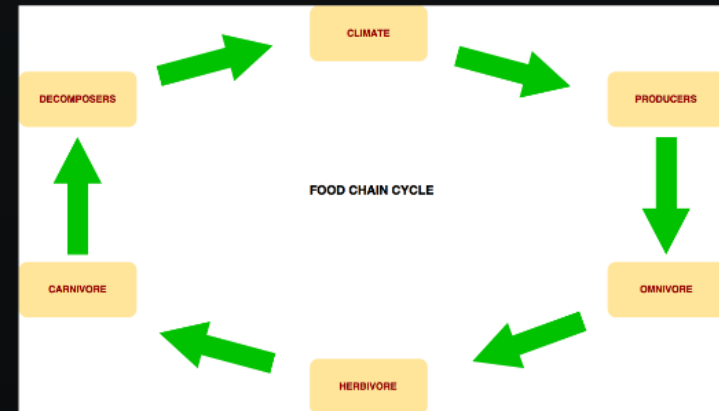 CLIMATE
DECOMPOSERS
PRODUCERS
FOOD CHAIN CYCLE
CARNIVORE
OMNIVORE
HERBIVORE